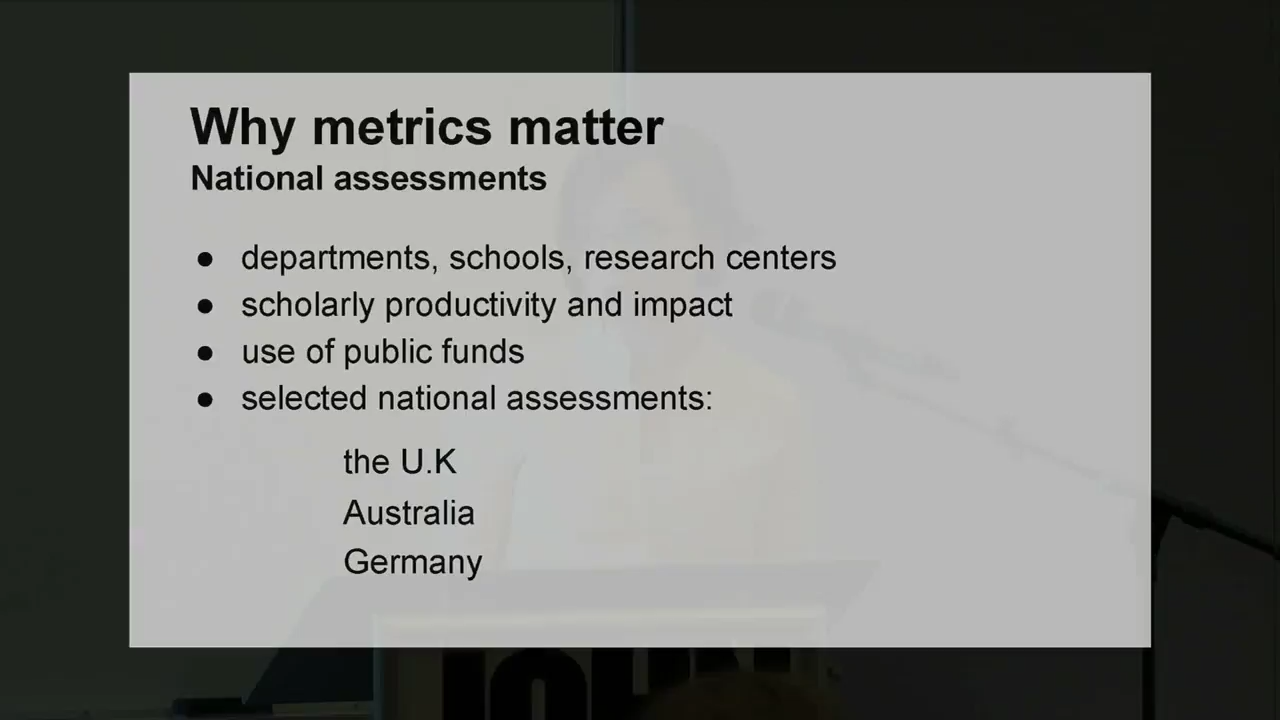 Why metrics matter
National assessments
● departments, schools, research centers
● scholarly productivity and impact
● use of public funds
● selected national assessments:
the U.K
Australia
Germany